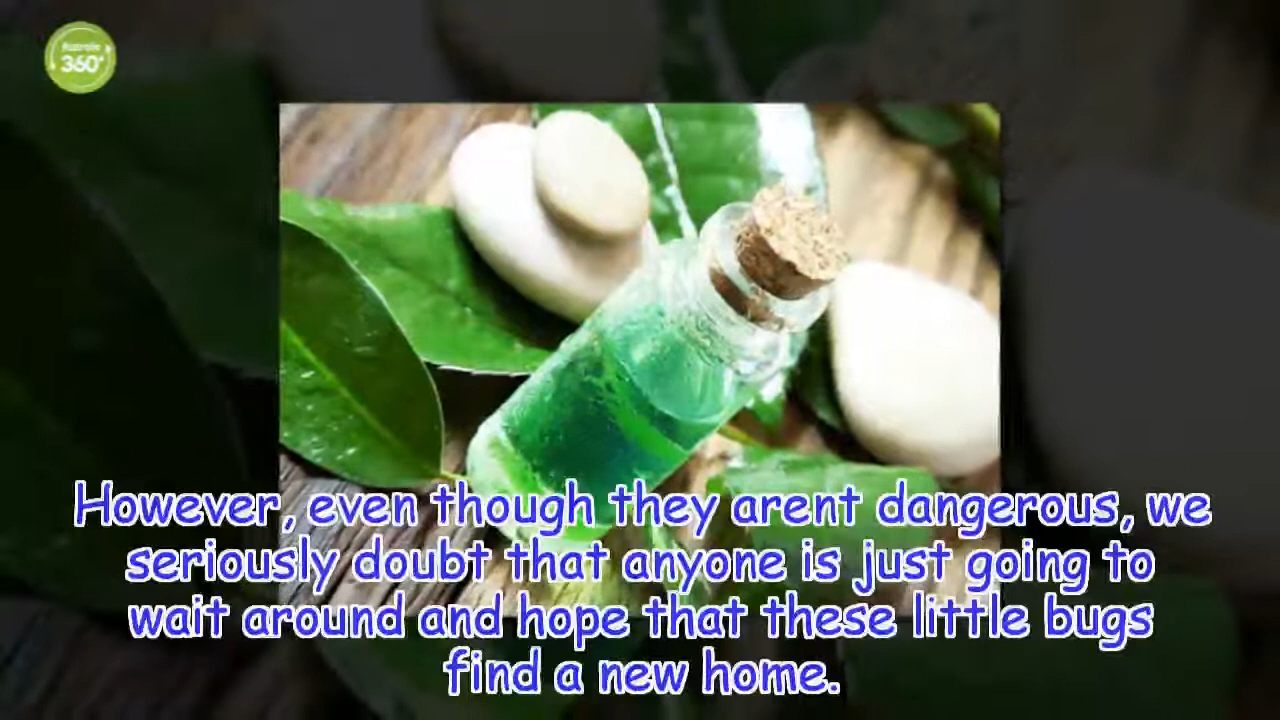 360°
However, even though they arent dangerous, we
seriously doubt that anyone is just going to
wait around and hope that these little bugs
find a new home.